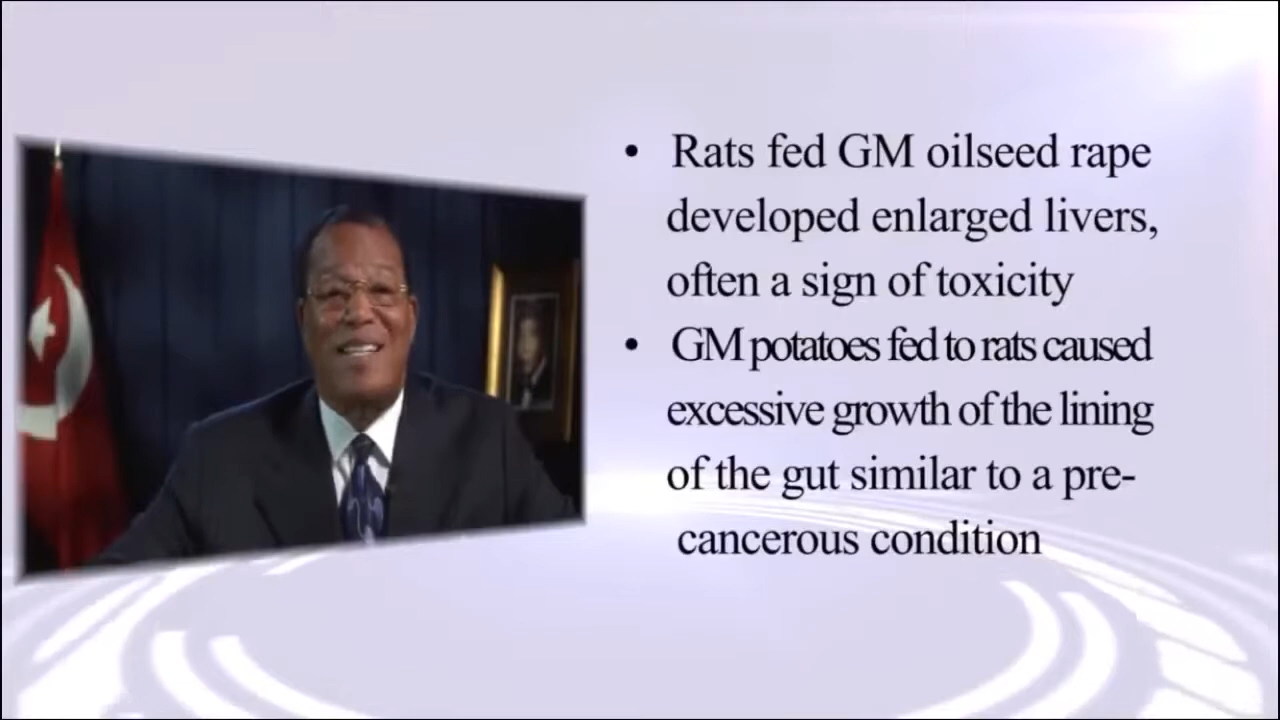 • Rats fed GM oilseed rape
developed enlarged livers,
often a sign of toxicity
• GM potatoes fed to rats caused
excessive growth of the lining
of the gut similar to a pre-
cancerous condition